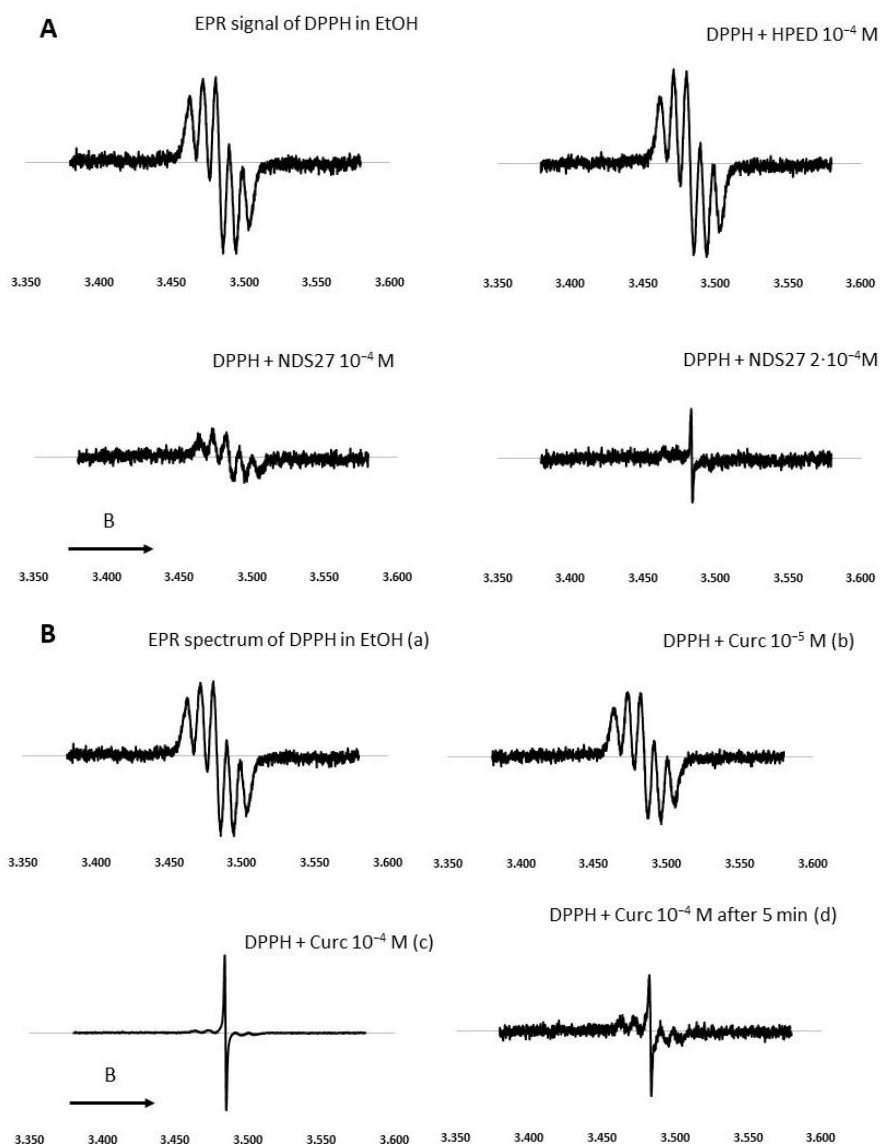 A
EPR signal of DPPH in EtOH
DPPH + HPED 10⁻⁴ M
3.350 3.400 3.450 3.500 3.550 3.600
3.350 3.400 3.450 3.500 3.550 3.600
DPPH + NDS27 10⁻⁴ M
DPPH + NDS27 2·10⁻⁴M
B
3.350 3.400 3.450 3.500 3.550 3.600
3.350 3.400 3.450 3.500 3.550 3.600
B
EPR spectrum of DPPH in EtOH (a)
DPPH + Curc 10⁻⁵ M (b)
3.350 3.400 3.450 3.500 3.550 3.600
3.350 3.400 3.450 3.500 3.550 3.600
DPPH + Curc 10⁻⁴ M (c)
DPPH + Curc 10⁻⁴ M after 5 min (d)
B
3.350 3.400 3.450 3.500 3.550 3.600
3.350 3.400 3.450 3.500 3.550 3.600